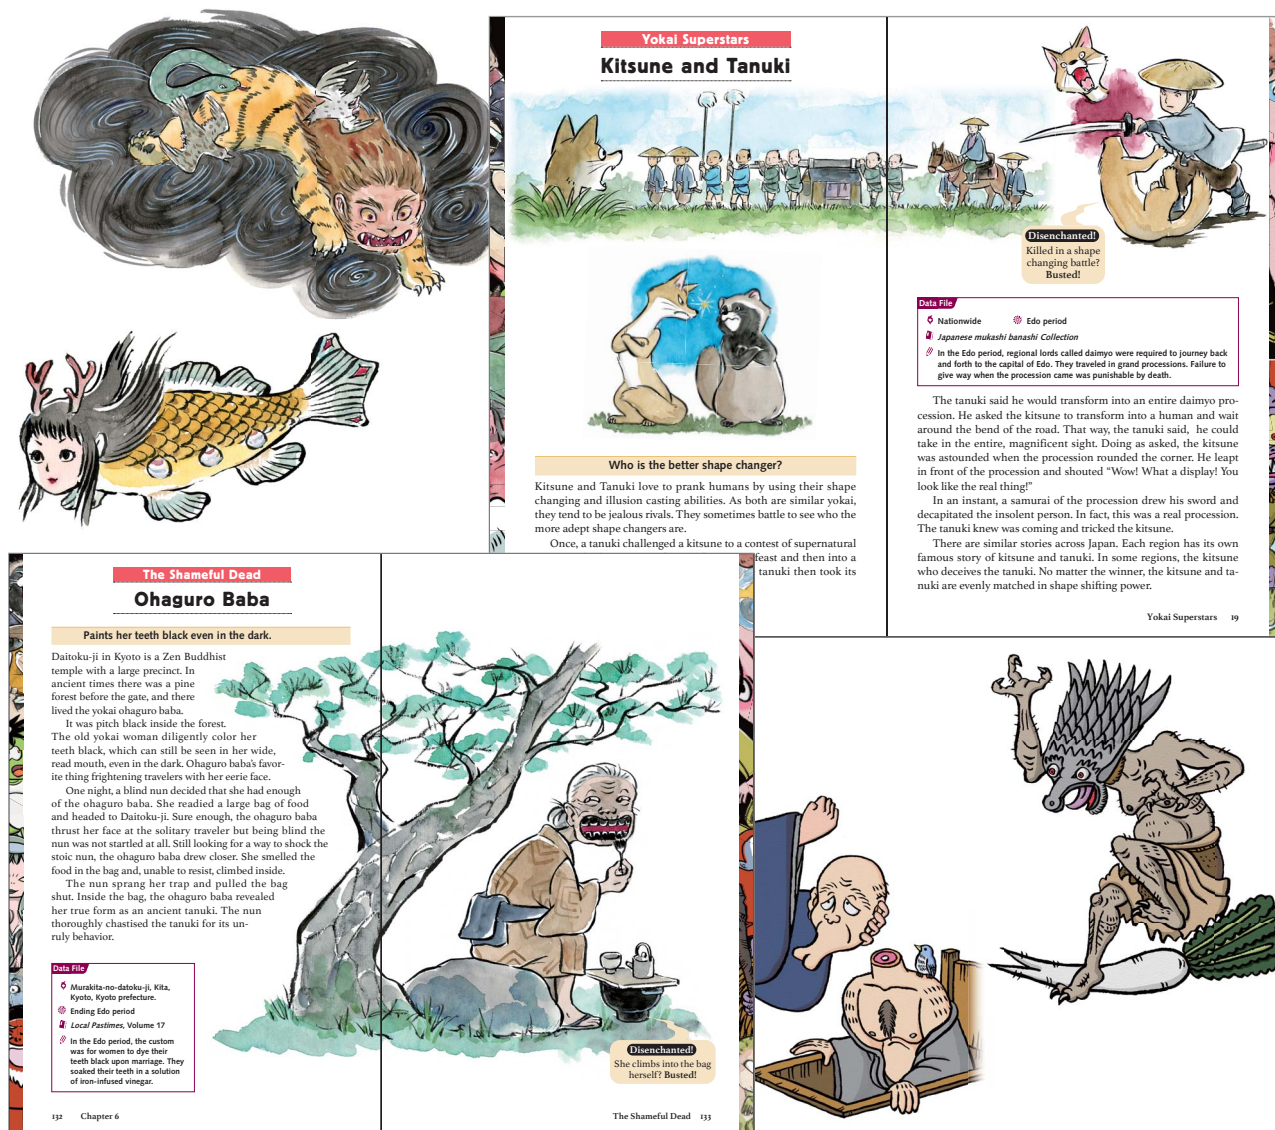 Yokai Superstars
Kitsune and Tanuki
Who is the better shape changer?
Kitsune and Tanuki love to prank humans by using their shape
changing and illusion casting abilities. As both are similar yokai,
they tend to be jealous rivals. They sometimes battle to see who the
more adept shape changers are.
Once, a tanuki challenged a kitsune to a contest of supernatural
feast and then into a
tanuki then took its
Disenchanted!
Killed in a shape
changing battle?
Busted!
Data File
Nationwide
Edo period
Japanese mukashi banashi Collection
In the Edo period, regional lords called daimyo were required to journey back
and forth to the capital of Edo. They traveled in grand processions. Failure to
give way when the procession came was punishable by death.
The tanuki said he would transform into an entire daimyo pro-
cession. He asked the kitsune to transform into a human and wait
around the bend of the road. That way, the tanuki said, he could
take in the entire, magnificent sight. Doing as asked, the kitsune
was astounded when the procession rounded the corner. He leapt
in front of the procession and shouted “Wow! What a display! You
look like the real thing!”
In an instant, a samurai of the procession drew his sword and
decapitated the insolent person. In fact, this was a real procession.
The tanuki knew was coming and tricked the kitsune.
There are similar stories across Japan. Each region has its own
famous story of kitsune and tanuki. In some regions, the kitsune
who deceives the tanuki. No matter the winner, the kitsune and ta-
nuki are evenly matched in shape shifting power.
Yokai Superstars 19
The Shameful Dead
Ohaguro Baba
Paints her teeth black even in the dark.
Daitoku-ji in Kyoto is a Zen Buddhist
temple with a large precinct. In
ancient times there was a pine
forest before the gate, and there
lived the yokai ohaguro baba.
It was pitch black inside the forest.
The old yokai woman diligently color her
teeth black, which can still be seen in her wide,
read mouth, even in the dark. Ohaguro baba's favor-
ite thing frightening travelers with her eerie face.
One night, a blind nun decided that she had enough
of the ohaguro baba. She readied a large bag of food
and headed to Daitoku-ji. Sure enough, the ohaguro baba
thrust her face at the solitary traveler but being blind the
nun was not startled at all. Still looking for a way to shock the
stoic nun, the ohaguro baba drew closer. She smelled the
food in the bag and, unable to resist, climbed inside.
The nun sprang her trap and pulled the bag
shut. Inside the bag, the ohaguro baba revealed
her true form as an ancient tanuki. The nun
thoroughly chastised the tanuki for its un-
ruly behavior.
Data File
Murakita-no-datoku-ji, Kita,
Kyoto, Kyoto prefecture.
Ending Edo period
Local Pastimes, Volume 17
In the Edo period, the custom
was for women to dye their
teeth black upon marriage. They
soaked their teeth in a solution
of iron-infused vinegar.
Disenchanted!
She climbs into the bag
herself? Busted!
132 Chapter 6
The Shameful Dead 133